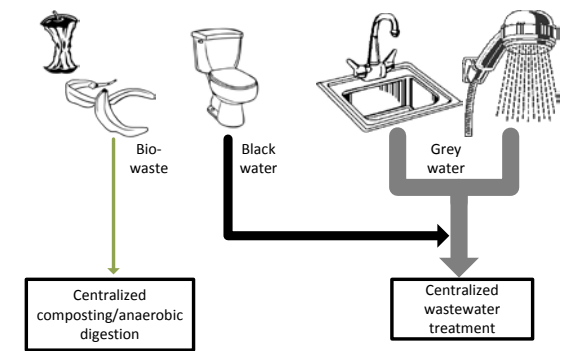 Bio-
waste
Black
water
Grey
water
Centralized
composting/anaerobic
digestion
Centralized
wastewater
treatment